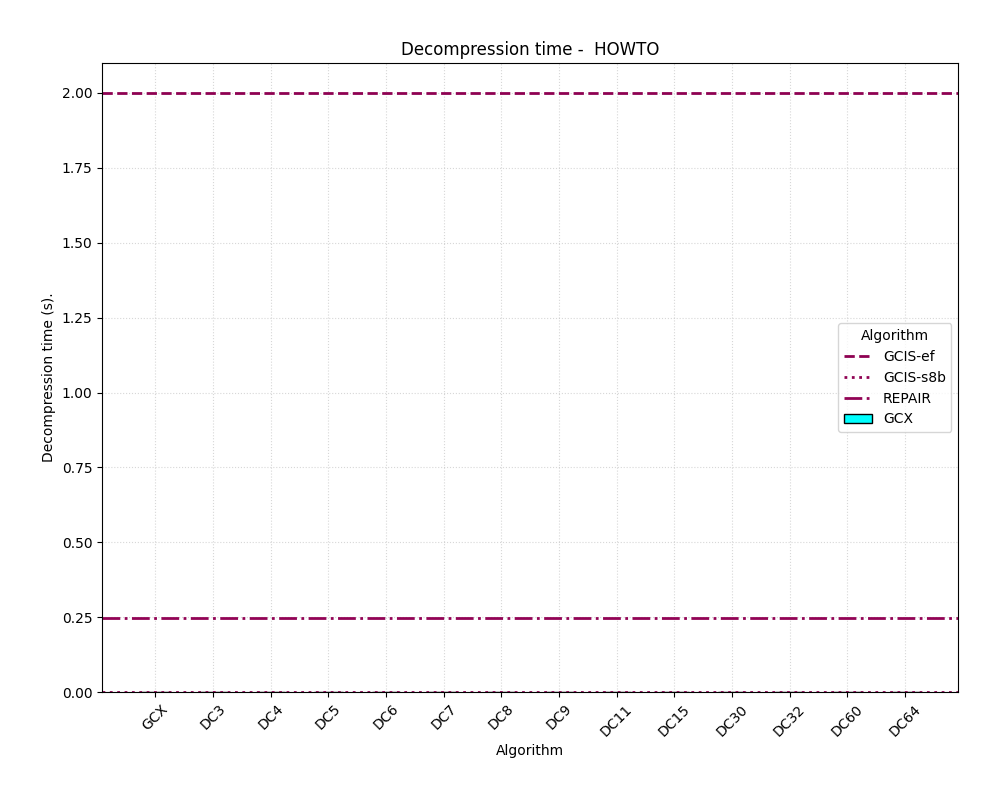 Decompression time -  HOWTO
Decompression time (s).
2.00
1.75
1.50
1.25
1.00
0.75
0.50
0.25
0.00
Algorithm
GCIS-ef
GCIS-s8b
REPAIR
GCX
GCX DC3 DC4 DC5 DC6 DC7 DC8 DC9 DC11 DC15 DC30 DC32 DC60 DC64
Algorithm